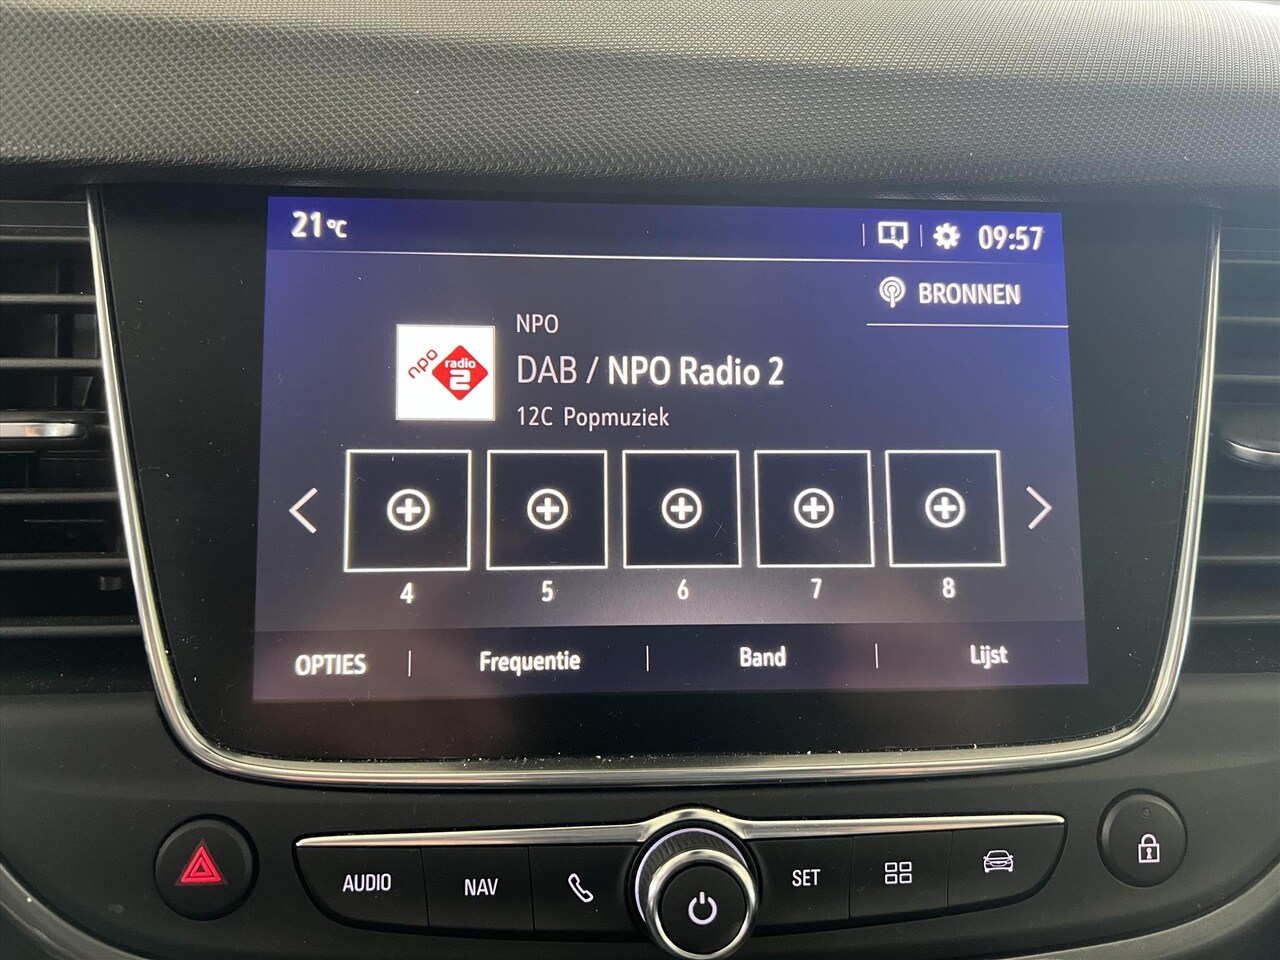 21°C
09:57
BRONNEN
npo radio 2
NPO
DAB / NPO Radio 2
12C Popmuziek
4 5 6 7 8
OPTIES | Frequentie | Band | Lijst
AUDIO NAV SET